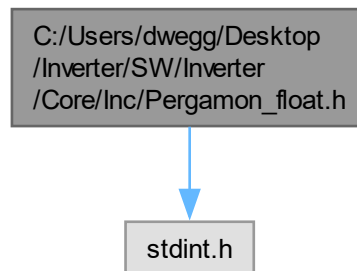 C:/Users/dwegg/Desktop
/Inverter/SW/Inverter
/Core/Inc/Pergamon_float.h
stdint.h